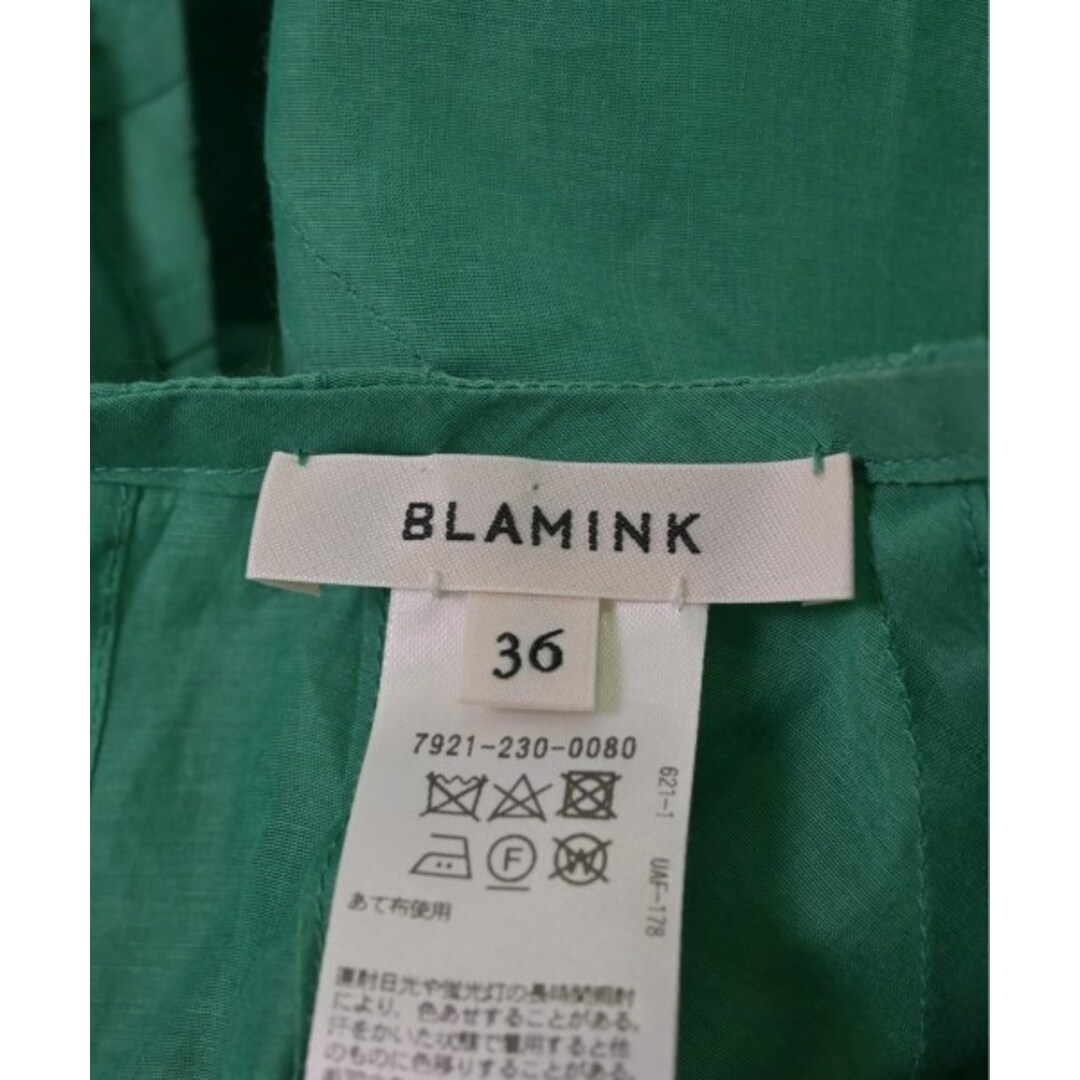 BLAMINK
36
7921-230-0080
621-1 UAF-178
F
W
あて布使用
直射日光や蛍光灯の長時間照射
により、色あせすることがある。
汗をかいた状態で着用すると他
のものに色移りすることがある。